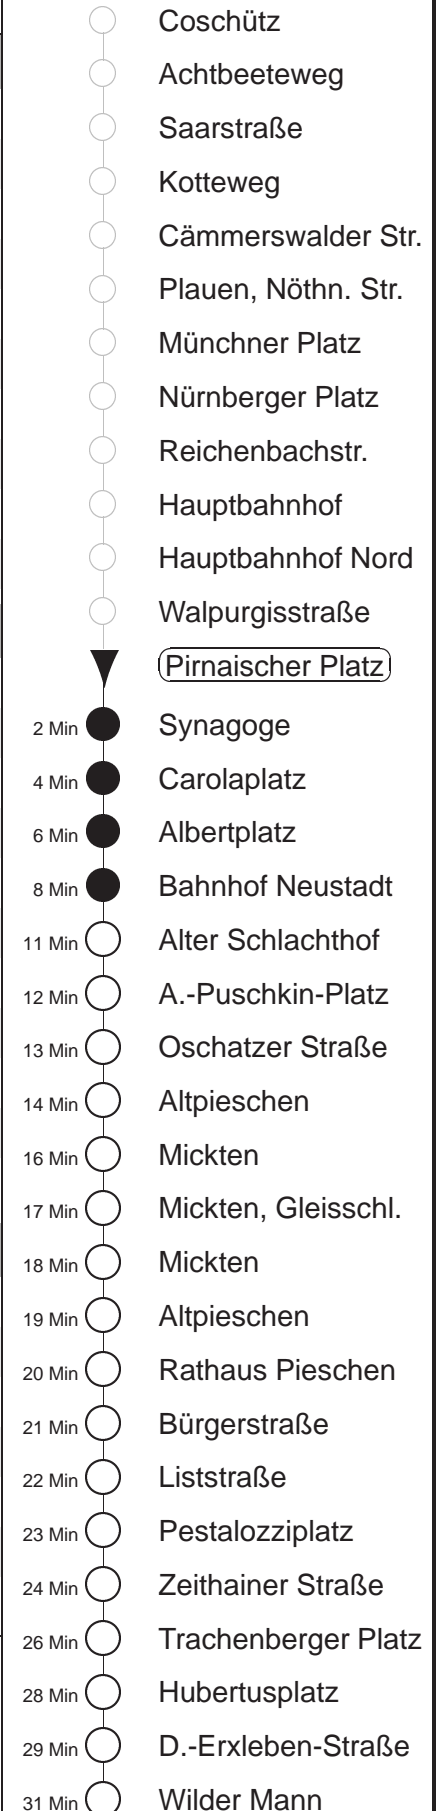 Coschütz
Achtbeeteweg
Saarstraße
Kotteweg
Cämmerswalder Str.
Plauen, Nöthn. Str.
Münchner Platz
Nürnberger Platz
Reichenbachstr.
Hauptbahnhof
Hauptbahnhof Nord
Walpurgisstraße
Pirnaischer Platz
2 Min Synagoge
4 Min Carolaplatz
6 Min Albertplatz
8 Min Bahnhof Neustadt
11 Min Alter Schlachthof
12 Min A.-Puschkin-Platz
13 Min Oschatzer Straße
14 Min Altpieschen
16 Min Mickten
17 Min Mickten, Gleisschl.
18 Min Mickten
19 Min Altpieschen
20 Min Rathaus Pieschen
21 Min Bürgerstraße
22 Min Liststraße
23 Min Pestalozziplatz
24 Min Zeithainer Straße
26 Min Trachenberger Platz
28 Min Hubertusplatz
29 Min D.-Erxleben-Straße
31 Min Wilder Mann